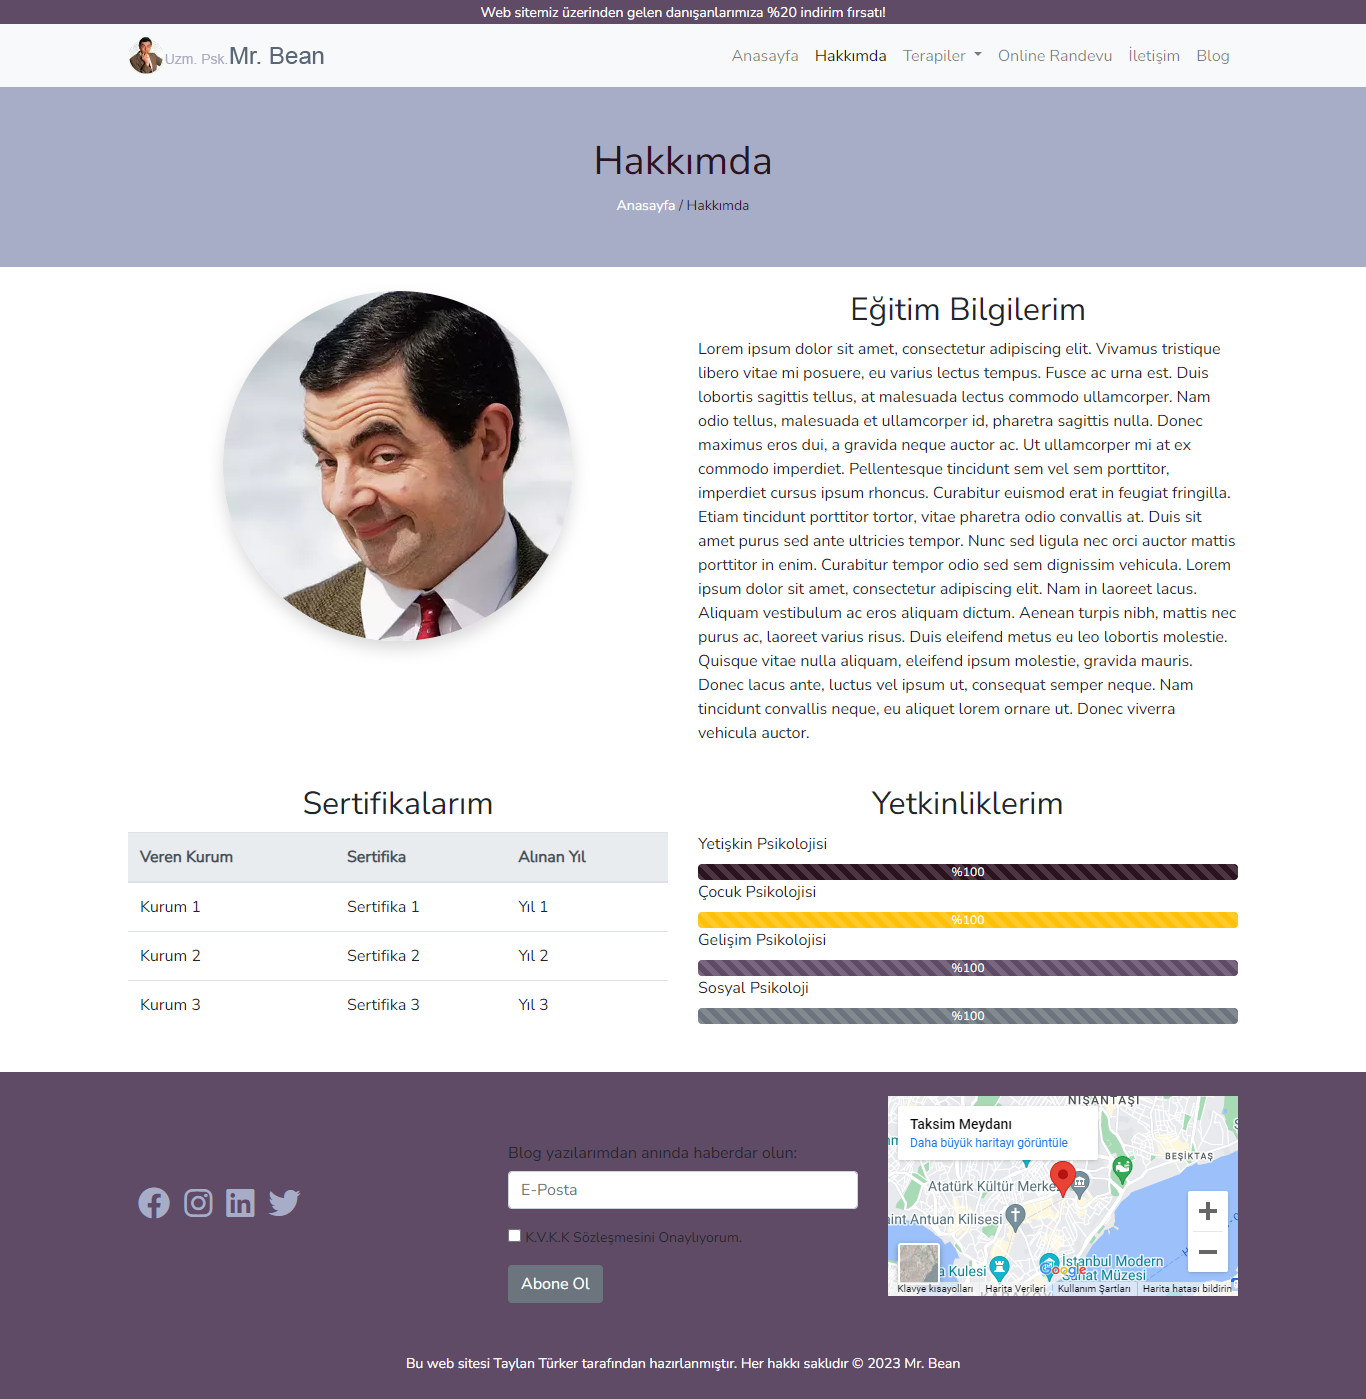 Web sitemiz üzerinden gelen danışanlarımıza %20 indirim fırsatı!
Uzm. Psk.Mr. Bean
Anasayfa Hakkımda Terapiler Online Randevu İletişim Blog
Hakkımda
Anasayfa / Hakkımda
Eğitim Bilgilerim
Lorem ipsum dolor sit amet, consectetur adipiscing elit. Vivamus tristique
libero vitae mi posuere, eu varius lectus tempus. Fusce ac urna est. Duis
lobortis sagittis tellus, at malesuada lectus commodo ullamcorper. Nam
odio tellus, malesuada et ullamcorper id, pharetra sagittis nulla. Donec
maximus eros dui, a gravida neque auctor ac. Ut ullamcorper mi at ex
commodo imperdiet. Pellentesque tincidunt sem vel sem porttitor,
imperdiet cursus ipsum rhoncus. Curabitur euismod erat in feugiat fringilla.
Etiam tincidunt porttitor tortor, vitae pharetra odio convallis at. Duis sit
amet purus sed ante ultricies tempor. Nunc sed ligula nec orci auctor mattis
porttitor in enim. Curabitur tempor odio sed sem dignissim vehicula. Lorem
ipsum dolor sit amet, consectetur adipiscing elit. Nam in laoreet lacus.
Aliquam vestibulum ac eros aliquam dictum. Aenean turpis nibh, mattis nec
purus ac, laoreet varius risus. Duis eleifend metus eu leo lobortis molestie.
Quisque vitae nulla aliquam, eleifend ipsum molestie, gravida mauris.
Donec lacus ante, luctus vel ipsum ut, consequat semper neque. Nam
tincidunt convallis neque, eu aliquet lorem ornare ut. Donec viverra
vehicula auctor.
Sertifikalarım
Veren Kurum Sertifika Alınan Yıl
Kurum 1 Sertifika 1 Yıl 1
Kurum 2 Sertifika 2 Yıl 2
Kurum 3 Sertifika 3 Yıl 3
Yetkinliklerim
Yetişkin Psikolojisi
%100
Çocuk Psikolojisi
%100
Gelişim Psikolojisi
%100
Sosyal Psikoloji
%100
Blog yazılarımdan anında haberdar olun:
E-Posta
K.V.K.K Sözleşmesini Onaylıyorum.
Abone Ol
NİŞANTAŞI
Taksim Meydanı
Daha büyük haritayı görüntüle
BEŞİKTAŞ
Atatürk Kültür Merkez
aint Antuan Kilisesi
İstanbul Modern
Sanat Müzesi
a Kulesi
Google
Klavye kısayolları Harita Verileri Kullanım Şartları Harita hatası bildirin
Bu web sitesi Taylan Türker tarafından hazırlanmıştır. Her hakkı saklıdır © 2023 Mr. Bean